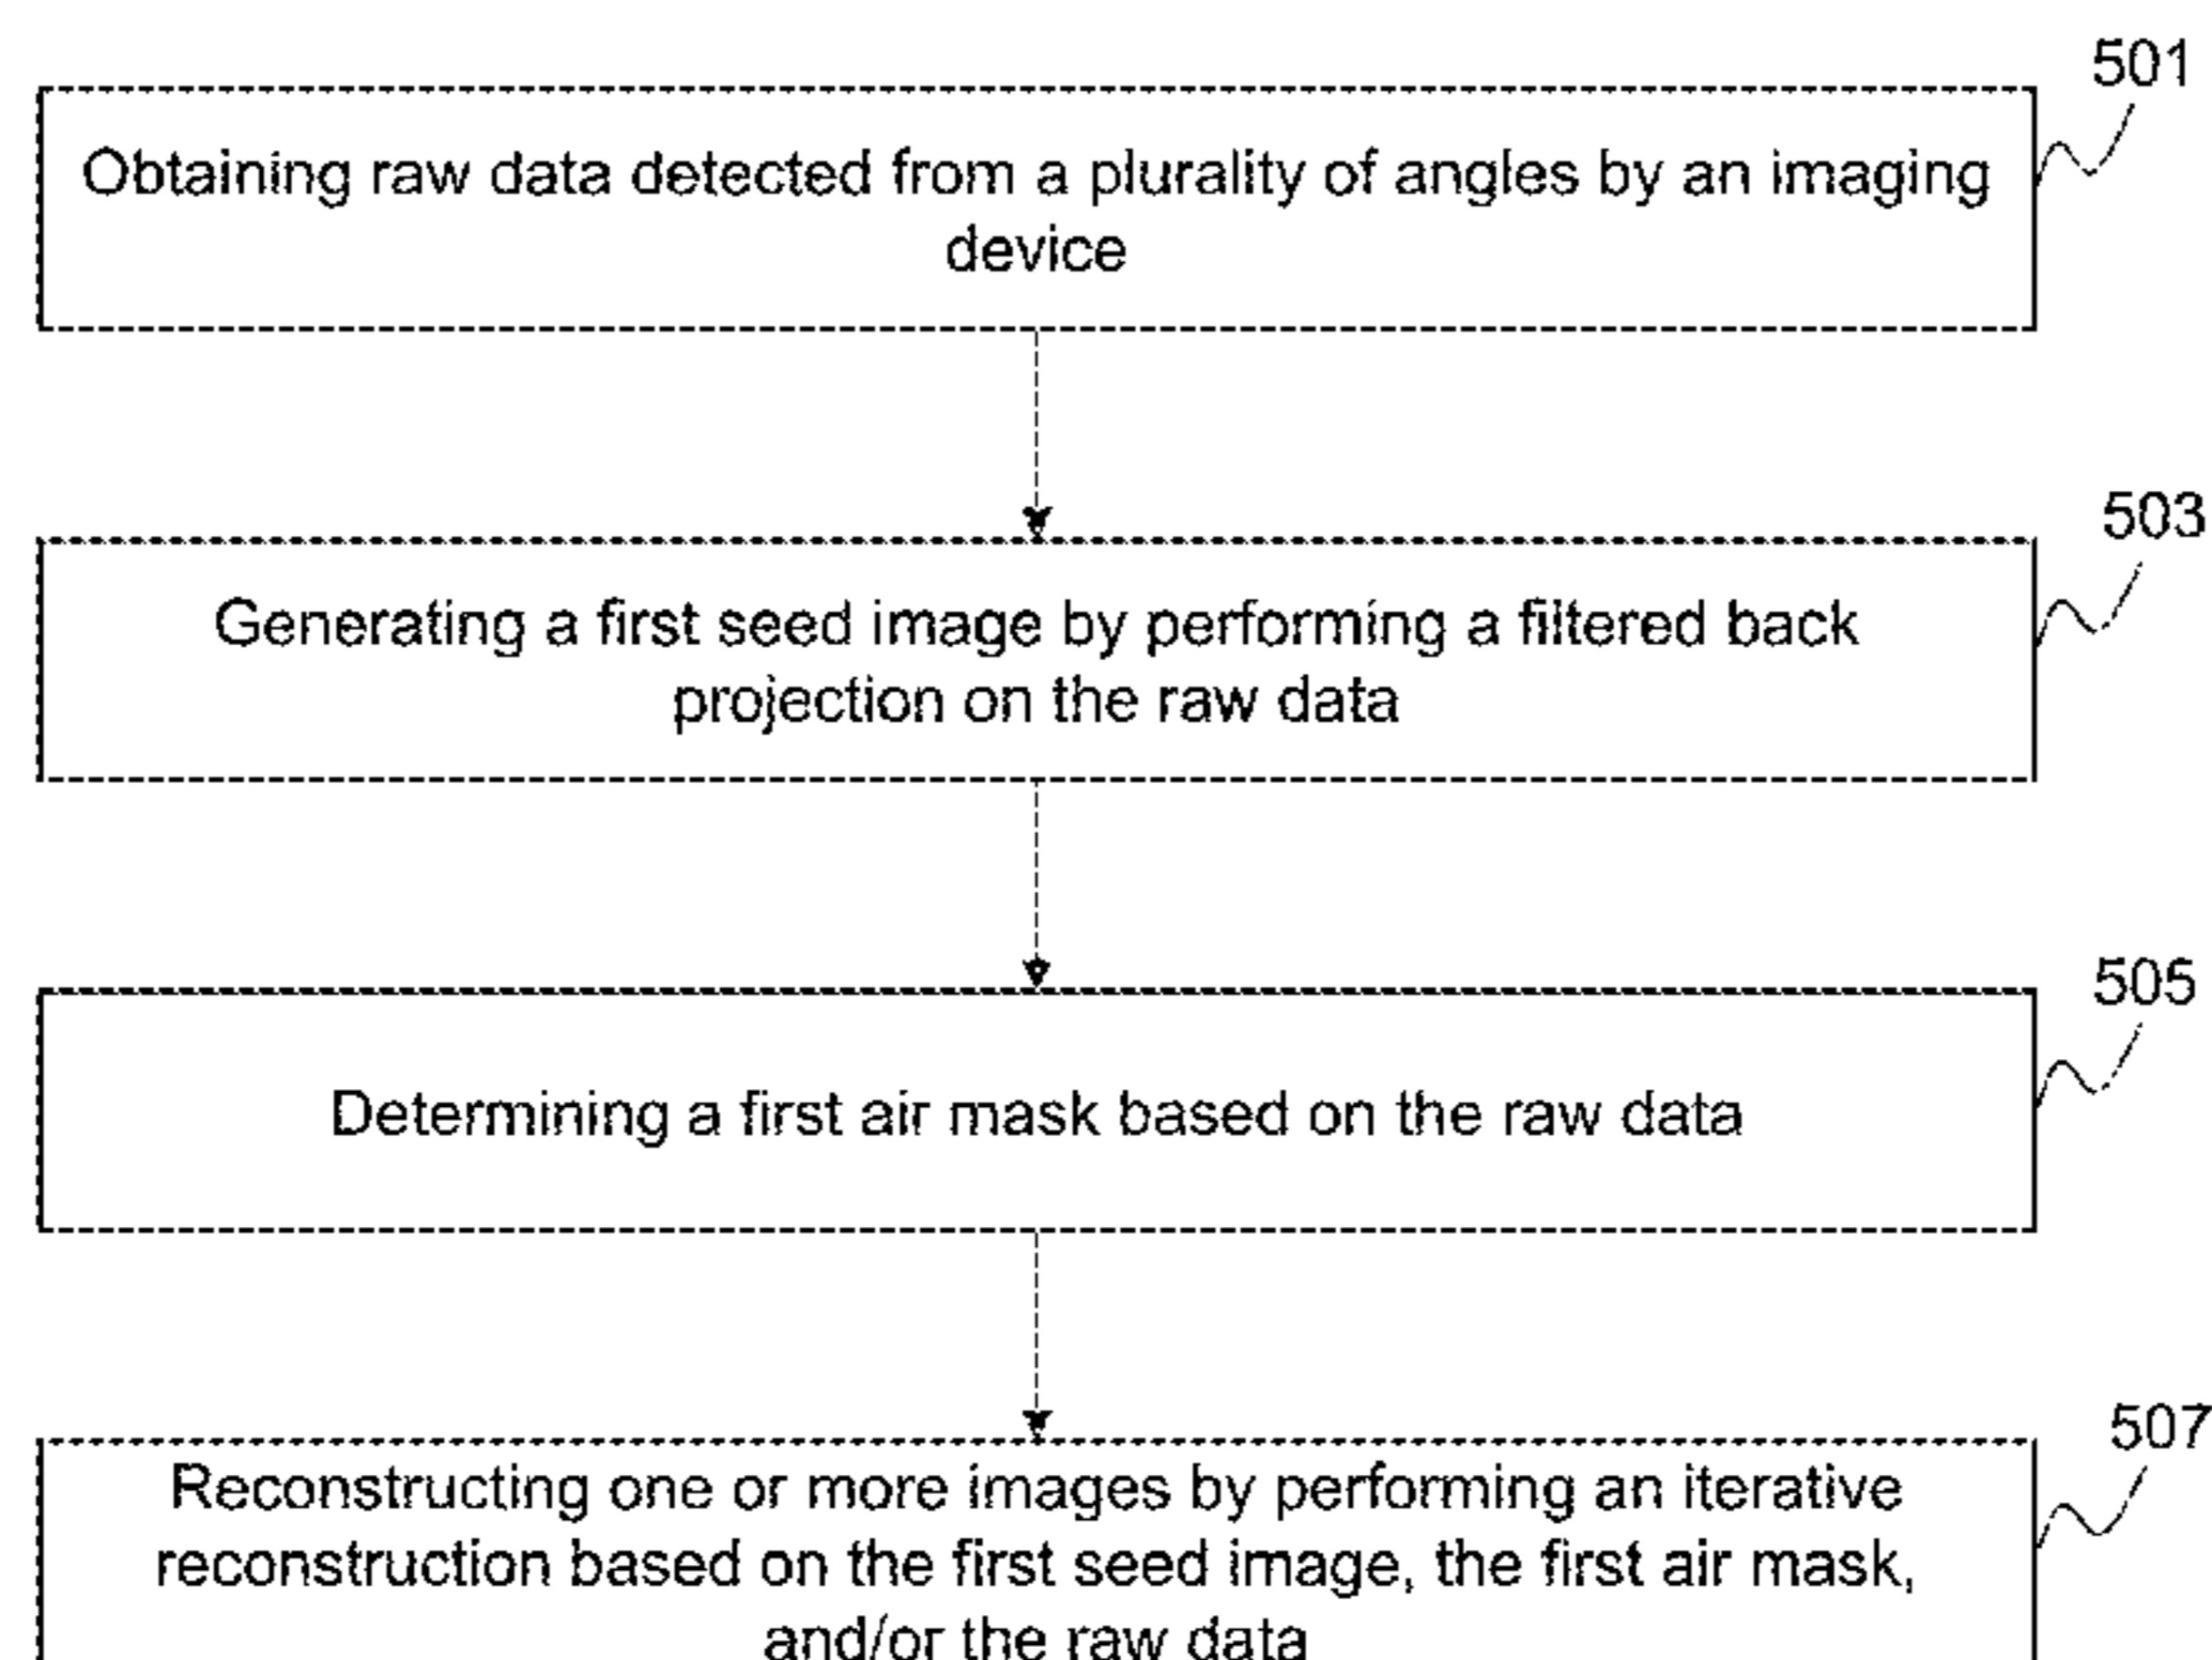 501
Obtaining raw data detected from a plurality of angles by an imaging
device
503
Generating a first seed image by performing a filtered back
projection on the raw data
505
Determining a first air mask based on the raw data
507
Reconstructing one or more images by performing an iterative
reconstruction based on the first seed image, the first air mask,
and/or the raw data